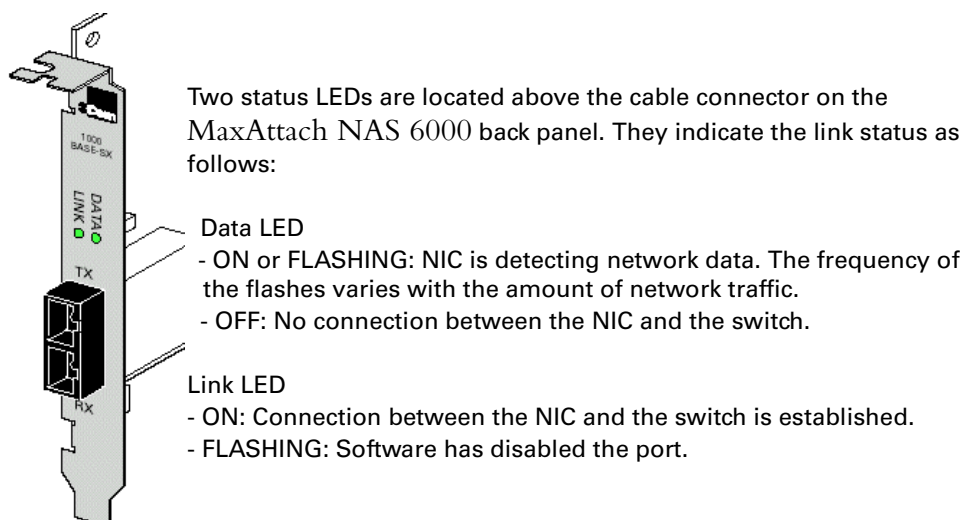 Two status LEDs are located above the cable connector on the
MaxAttach NAS 6000 back panel. They indicate the link status as
follows:
1000
BASE-SX
LINK
DATA
TX
RX
Data LED
- ON or FLASHING: NIC is detecting network data. The frequency of
the flashes varies with the amount of network traffic.
- OFF: No connection between the NIC and the switch.
Link LED
- ON: Connection between the NIC and the switch is established.
- FLASHING: Software has disabled the port.